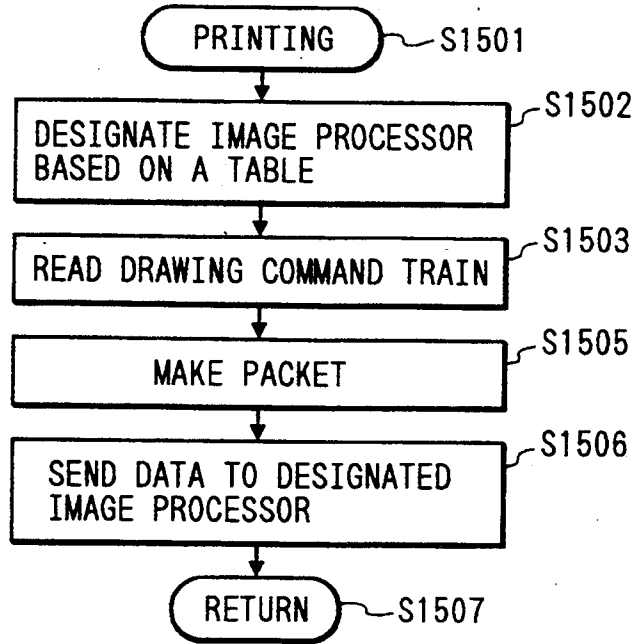 PRINTING
S1501
S1502
DESIGNATE IMAGE PROCESSOR
BASED ON A TABLE
S1503
READ DRAWING COMMAND TRAIN
S1505
MAKE PACKET
S1506
SEND DATA TO DESIGNATED
IMAGE PROCESSOR
RETURN
S1507